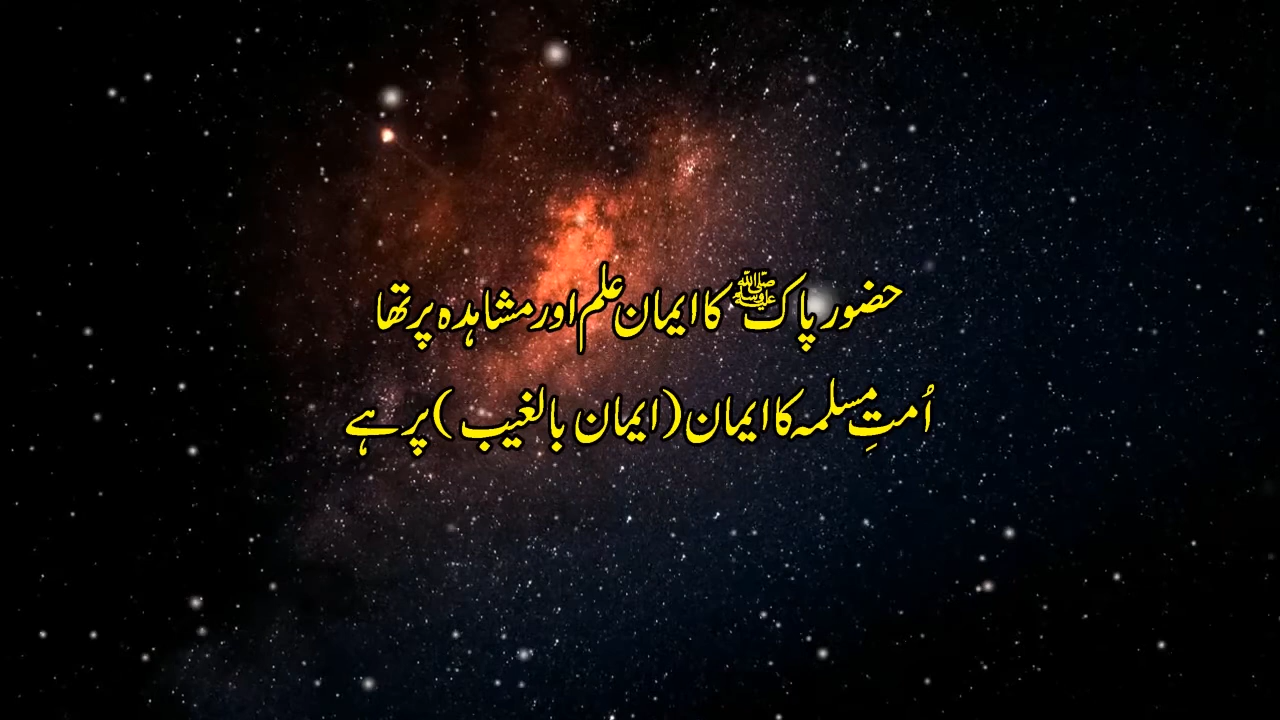 حضور پاک ﷺ کا ایمان علم اور مشاہدہ پر تھا
اُمتِ مسلمہ کا ایمان (ایمان بالغیب) پر ہے